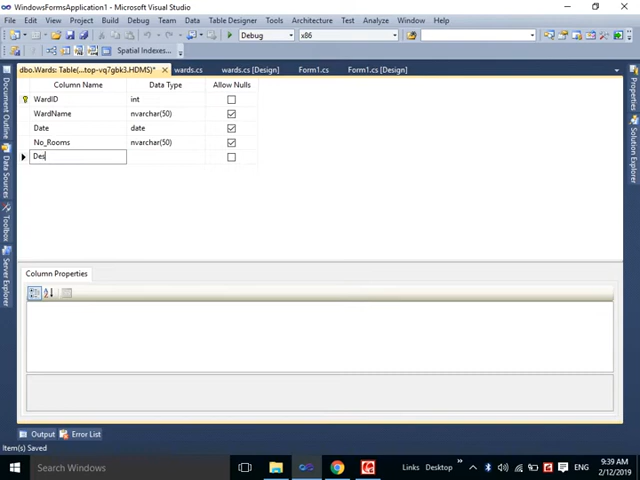 WindowsFormsApplication1 - Microsoft Visual Studio
File Edit View Project Build Debug Team Data Table Designer Tools Architecture Test Analyze Window Help
Debug x86
Spatial Indexes...
dbo.Wards: Table(...top-vq7gbk3.HDMS)* wards.cs wards.cs [Design] Form1.cs Form1.cs [Design]
Column Name Data Type Allow Nulls
WardID int
WardName nvarchar(50)
Date date
No_Rooms nvarchar(50)
Des
Column Properties
Document Outline
Data Sources
Toolbox
Server Explorer
Properties
Solution Explorer
Output Error List
Item(s) Saved
Search Windows
Links Desktop
ENG
9:39 AM
2/12/2019